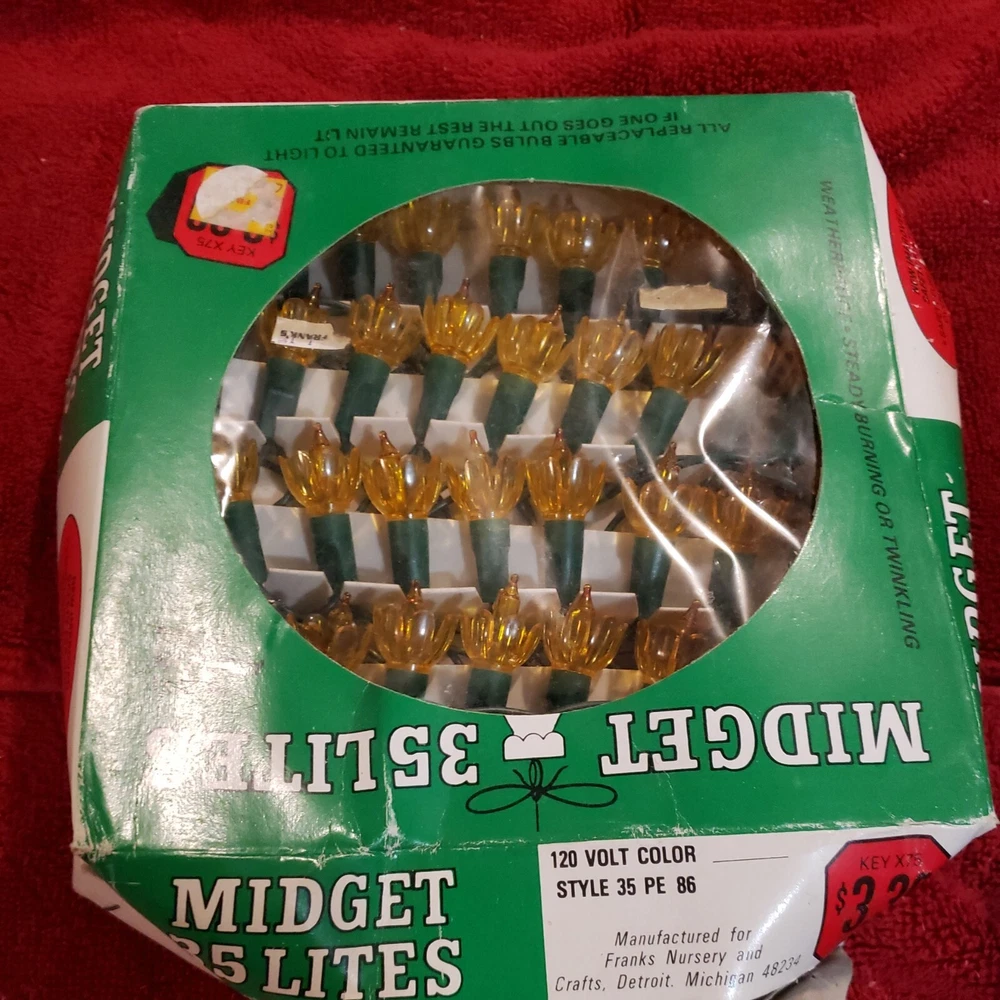 ALL REPLACEABLE BULBS GUARANTEED TO LIGHT
IF ONE GOES OUT THE REST REMAIN LIT
KEY X75
FRANK'S
STEADY BURNING OR TWINKLING
MIDGET 35 LITES
MIDGET
35 LITES
120 VOLT COLOR
STYLE 35 PE 86
Manufactured for
Franks Nursery and
Crafts, Detroit. Michigan 48234
KEY X75
MIDGET